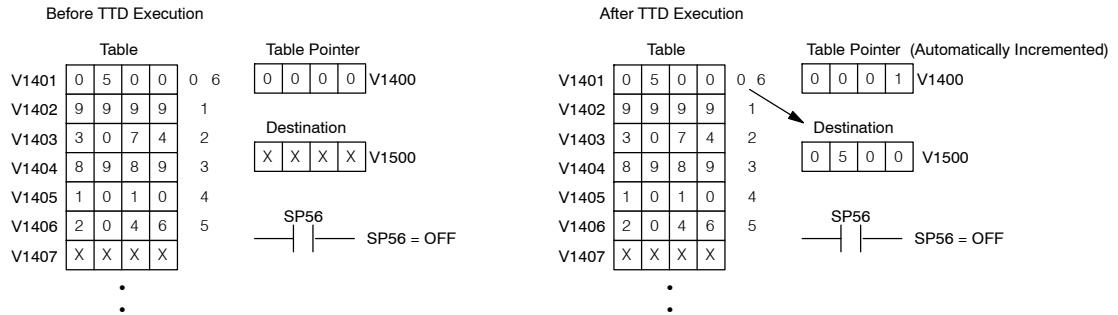 Before TTD Execution
Table
Table Pointer
V1401 0 5 0 0 0 6
0 0 0 0 V1400
V1402 9 9 9 9 1
V1403 3 0 7 4 2
Destination
X X X X V1500
V1404 8 9 8 9 3
V1405 1 0 1 0 4
V1406 2 0 4 6 5
SP56
SP56 = OFF
V1407 X X X X
After TTD Execution
Table
Table Pointer (Automatically Incremented)
V1401 0 5 0 0 0 6
0 0 0 1 V1400
V1402 9 9 9 9 1
V1403 3 0 7 4 2
Destination
0 5 0 0 V1500
V1404 8 9 8 9 3
V1405 1 0 1 0 4
V1406 2 0 4 6 5
SP56
SP56 = OFF
V1407 X X X X